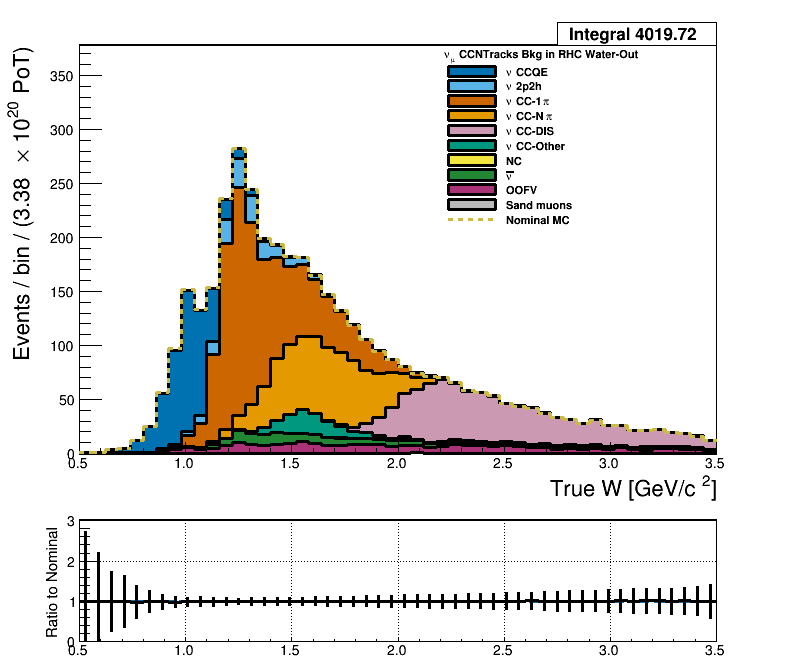 Integral 4019.72
ν μ CCNTracks Bkg in RHC Water-Out
ν CCQE
ν 2p2h
ν CC-1 π
ν CC-N π
ν CC-DIS
ν CC-Other
NC
ν̅
OOFV
Sand muons
Nominal MC
Events / bin / (3.38 × 10^20 PoT)
350
300
250
200
150
100
50
0
0.5 1.0 1.5 2.0 2.5 3.0 3.5
True W [GeV/c ^2]
Ratio to Nominal
3
2
1
0
0.5 1.0 1.5 2.0 2.5 3.0 3.5